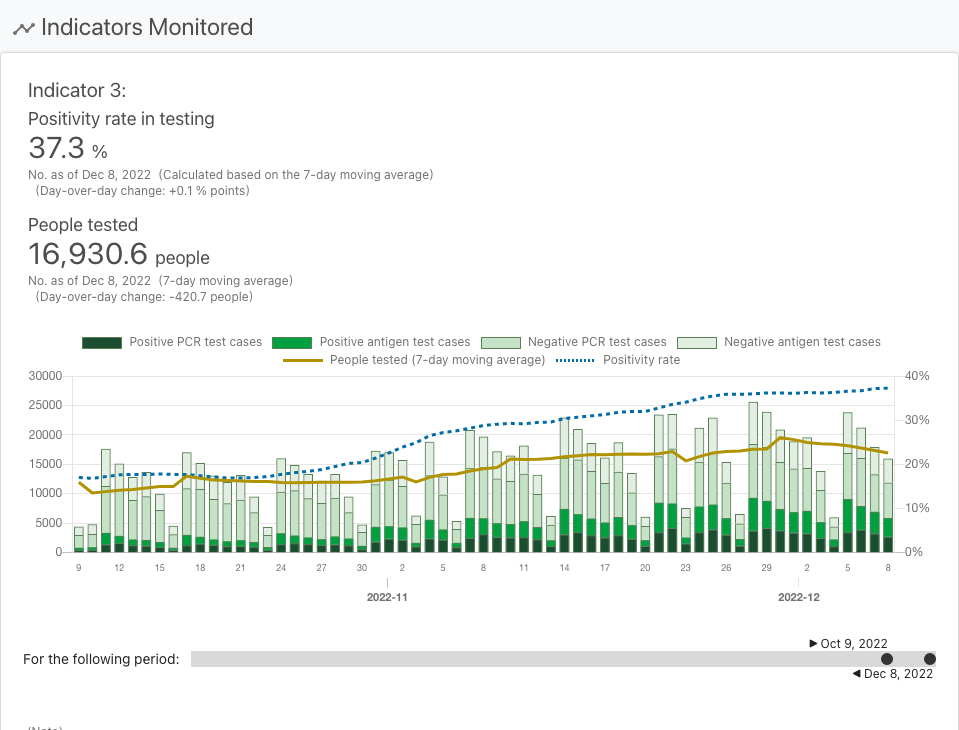 Indicators Monitored
Indicator 3:
Positivity rate in testing
37.3 %
No. as of Dec 8, 2022 (Calculated based on the 7-day moving average)
(Day-over-day change: +0.1 % points)
People tested
16,930.6 people
No. as of Dec 8, 2022 (7-day moving average)
(Day-over-day change: -420.7 people)
Positive PCR test cases Positive antigen test cases Negative PCR test cases Negative antigen test cases
People tested (7-day moving average) Positivity rate
30000 40%
25000
30%
20000
15000 20%
10000
10%
5000
0 0%
9 12 15 18 21 24 27 30 2 5 8 11 14 17 20 23 26 29 2 5 8
2022-11 2022-12
Oct 9, 2022
For the following period:
Dec 8, 2022